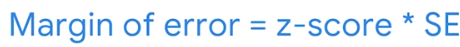 Margin of error = z-score * SE